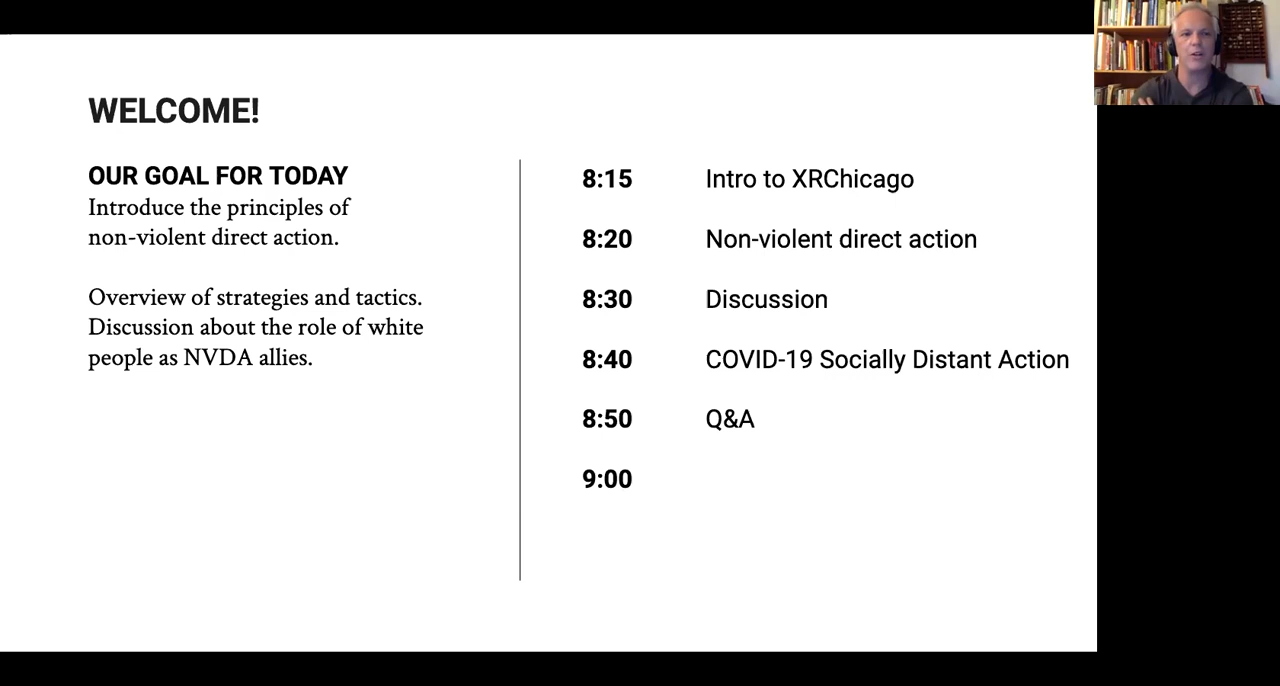 WELCOME!
OUR GOAL FOR TODAY
Introduce the principles of
non-violent direct action.
Overview of strategies and tactics.
Discussion about the role of white
people as NVDA allies.
8:15 Intro to XRChicago
8:20 Non-violent direct action
8:30 Discussion
8:40 COVID-19 Socially Distant Action
8:50 Q&A
9:00